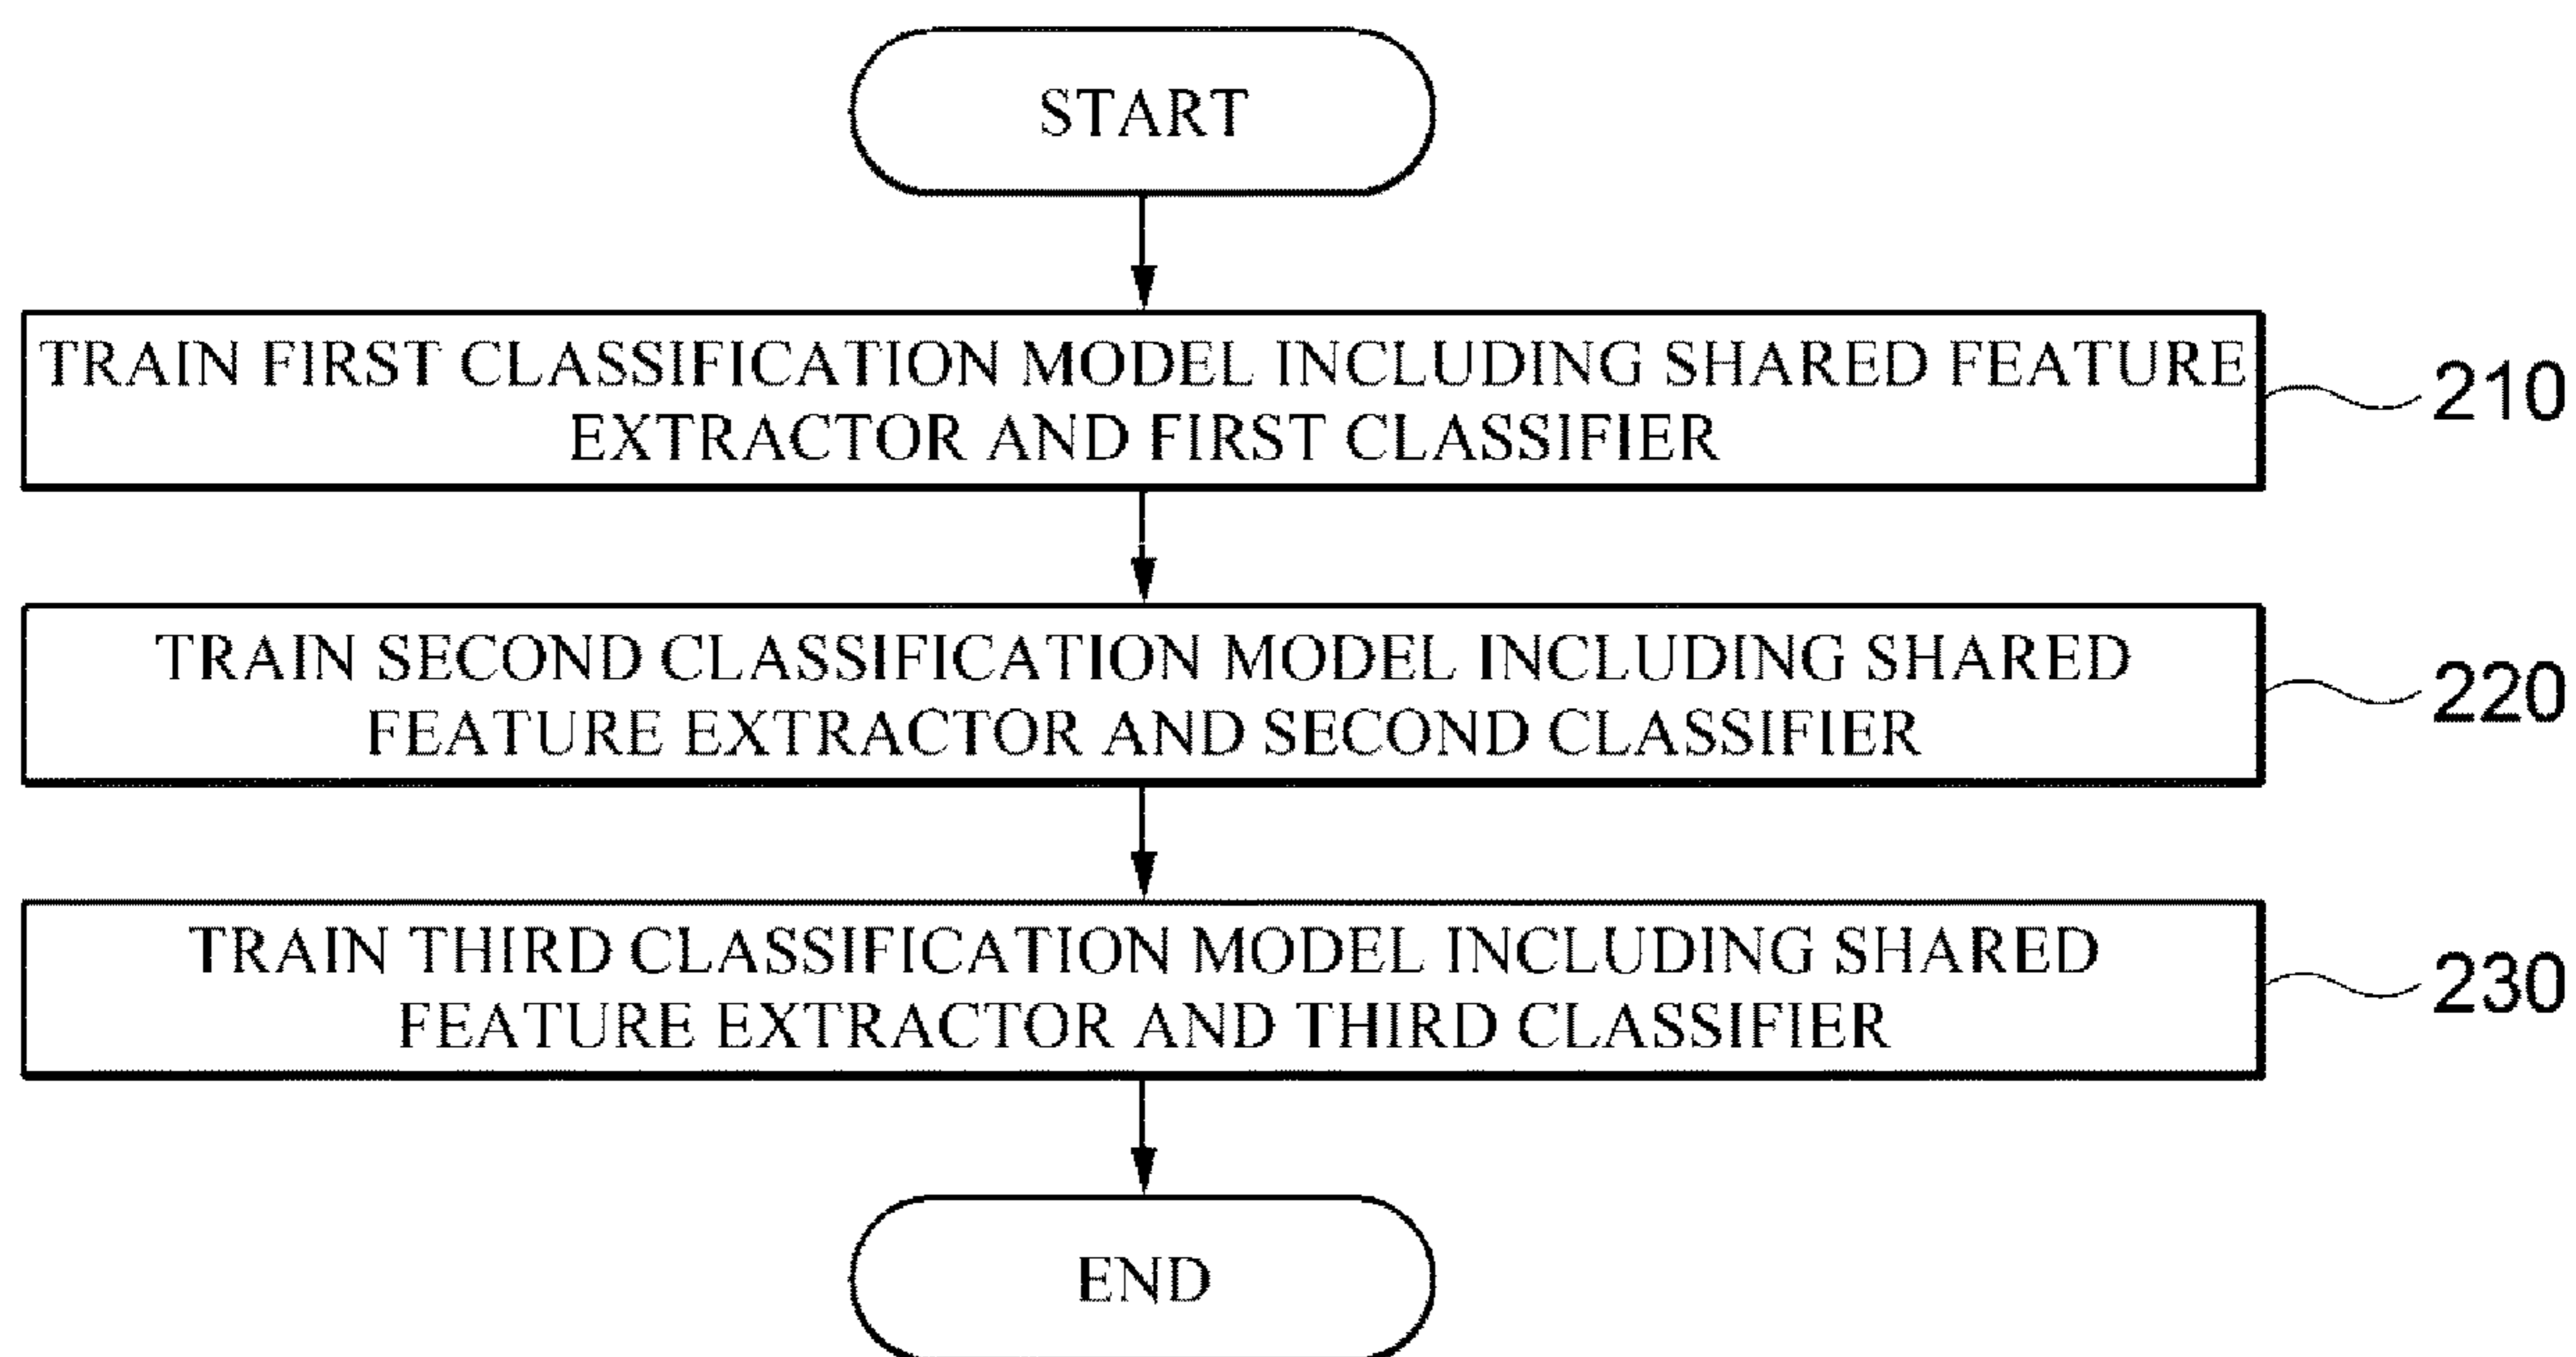 START
TRAIN FIRST CLASSIFICATION MODEL INCLUDING SHARED FEATURE
EXTRACTOR AND FIRST CLASSIFIER
210
TRAIN SECOND CLASSIFICATION MODEL INCLUDING SHARED
FEATURE EXTRACTOR AND SECOND CLASSIFIER
220
TRAIN THIRD CLASSIFICATION MODEL INCLUDING SHARED
FEATURE EXTRACTOR AND THIRD CLASSIFIER
230
END